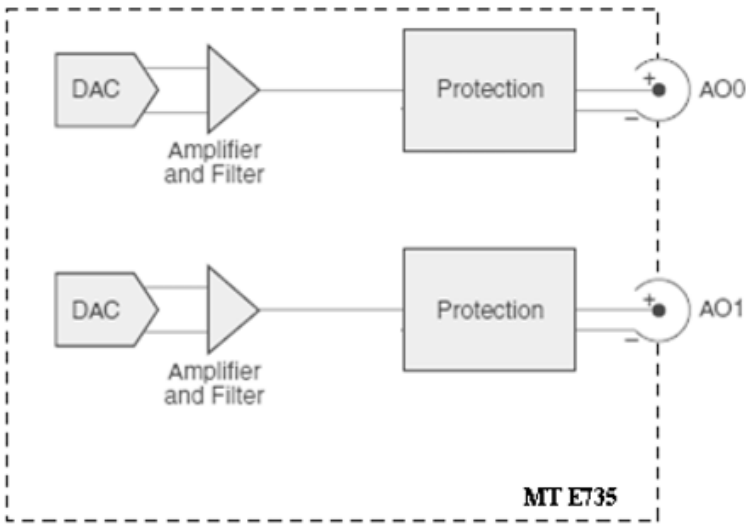 DAC
Amplifier
and Filter
Protection
+
−
AO0
DAC
Amplifier
and Filter
Protection
+
−
AO1
MT E735